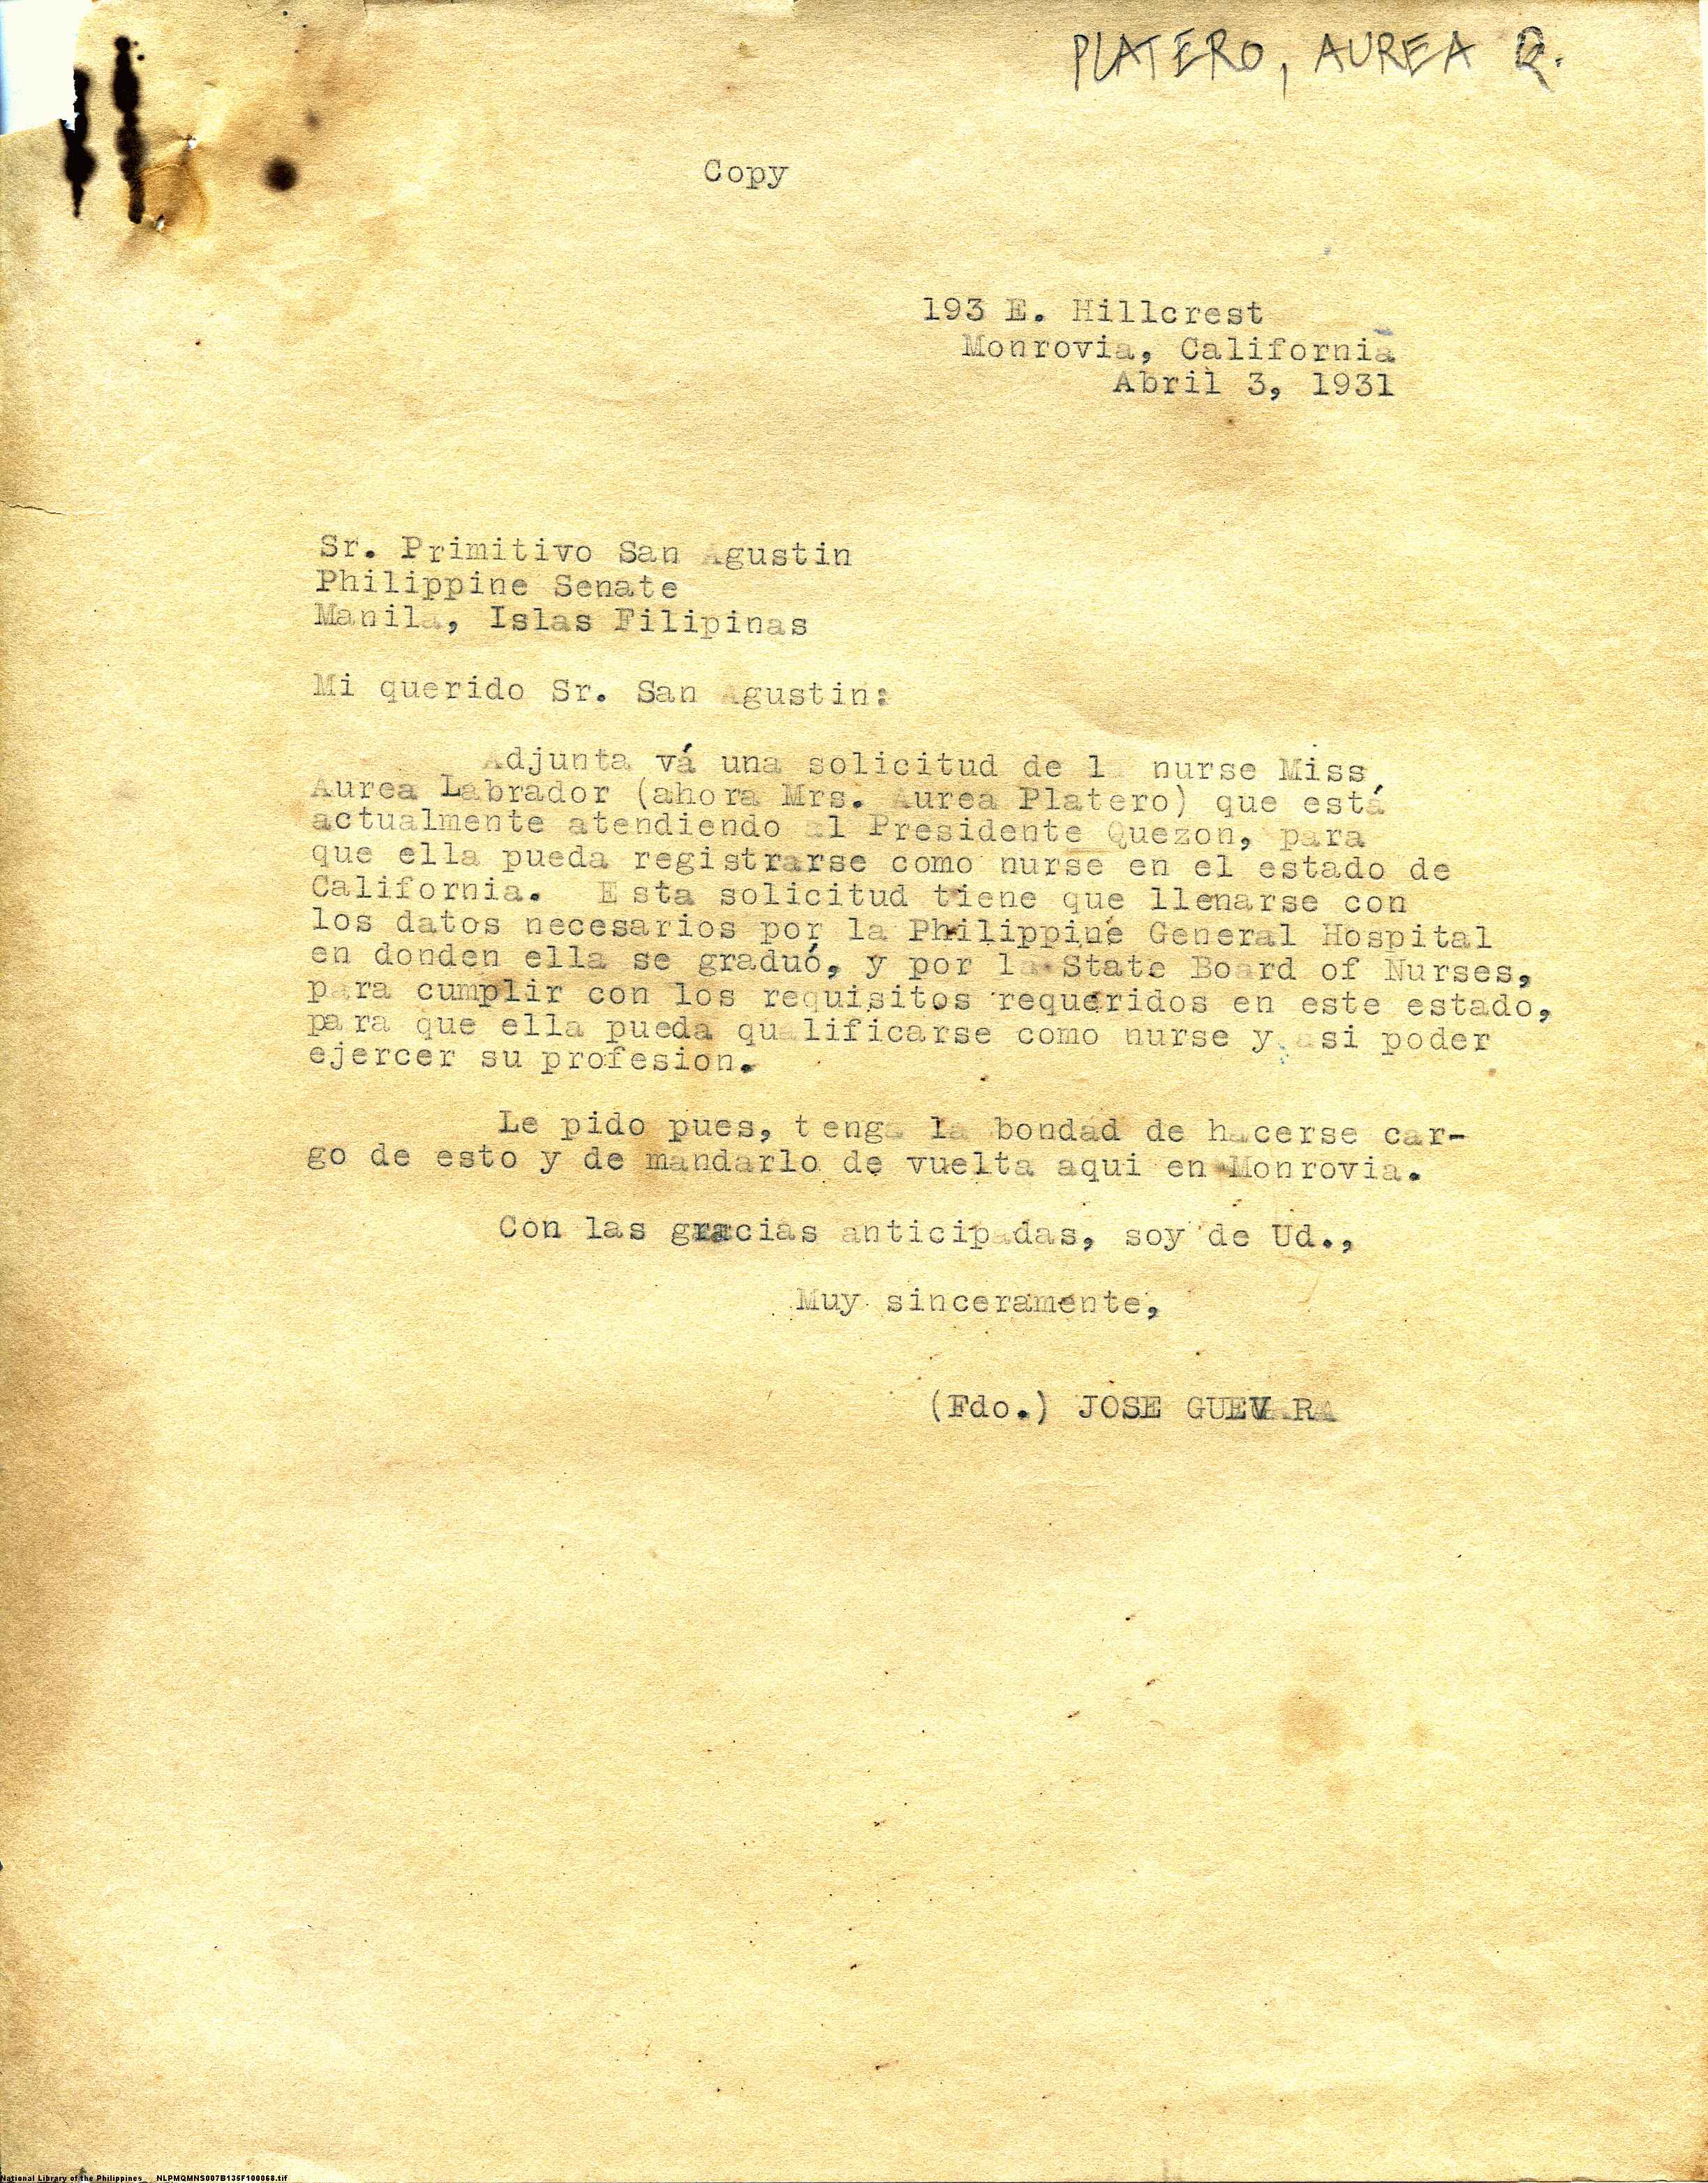 PLATERO, AUREA Q.
Copy
193 E. Hillcrest
Monrovia, California
Abril 3, 1931
Sr. Primitivo San Agustin
Philippine Senate
Manila, Islas Filipinas
Mi querido Sr. San Agustin:
Adjunta vá una solicitud de la nurse Miss
Aurea Labrador (ahora Mrs. Aurea Platero) que está
actualmente atendiendo al Presidente Quezon, para
que ella pueda registrarse como nurse en el estado de
California. Esta solicitud tiene que llenarse con
los datos necesarios por la Philippine General Hospital
en donden ella se graduó, y por la State Board of Nurses,
para cumplir con los requisitos requeridos en este estado,
para que ella pueda qualificarse como nurse y asi poder
ejercer su profesion.
Le pido pues, tenga la bondad de hacerse car-
go de esto y de mandarlo de vuelta aqui en Monrovia.
Con las gracias anticipadas, soy de Ud.,
Muy sinceramente,
(Fdo.) JOSE GUEVARA
National Library of the Philippines_ NLPMQMNS007B135F100068.tif